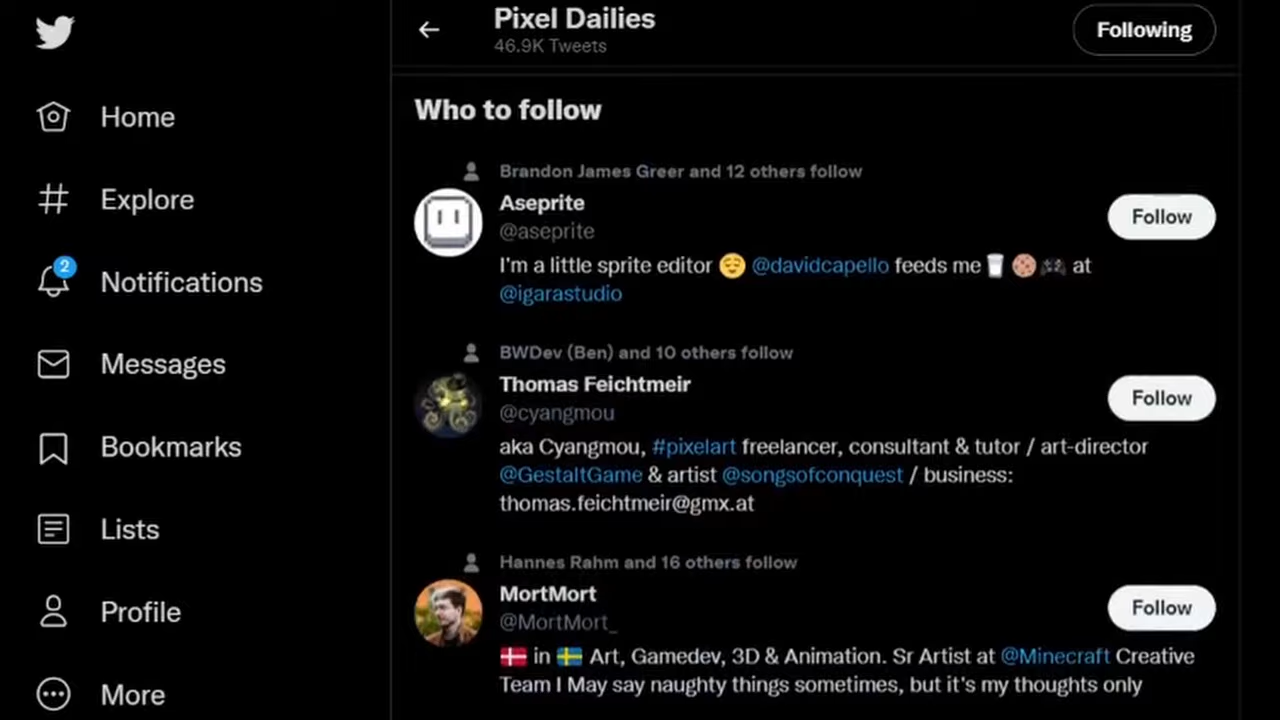 Pixel Dailies
46.9K Tweets
Following
Home
Explore
2
Notifications
Messages
Bookmarks
Lists
Profile
More
Who to follow
Brandon James Greer and 12 others follow
Aseprite
@aseprite
Follow
I'm a little sprite editor 😌 @davidcapello feeds me🥛🍪🎮 at
@igarastudio
BWDev (Ben) and 10 others follow
Thomas Feichtmeir
@cyangmou
Follow
aka Cyangmou, #pixelart freelancer, consultant & tutor / art-director
@GestaltGame & artist @songsofconquest / business:
thomas.feichtmeir@gmx.at
Hannes Rahm and 16 others follow
MortMort
@MortMort_
Follow
🇩🇰 in 🇸🇪 Art, Gamedev, 3D & Animation. Sr Artist at @Minecraft Creative
Team I May say naughty things sometimes, but it's my thoughts only